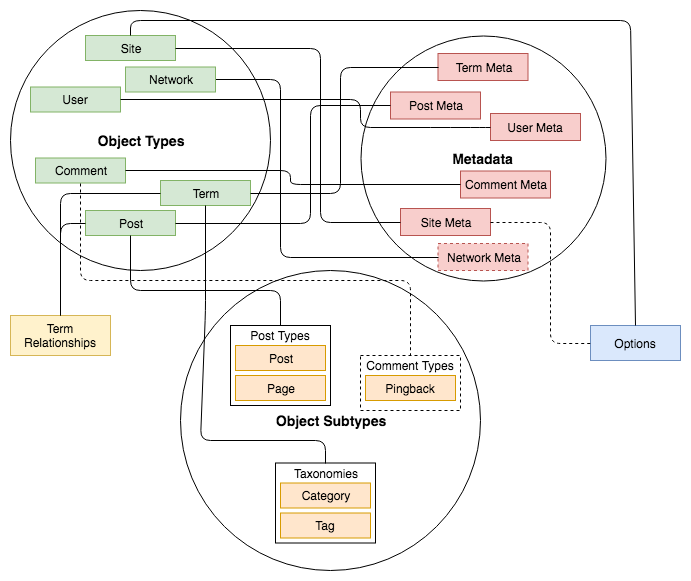 Site
Network
User
Object Types
Comment
Term
Post
Term Meta
Post Meta
User Meta
Metadata
Comment Meta
Site Meta
Network Meta
Term
Relationships
Options
Post Types
Post
Page
Comment Types
Pingback
Object Subtypes
Taxonomies
Category
Tag